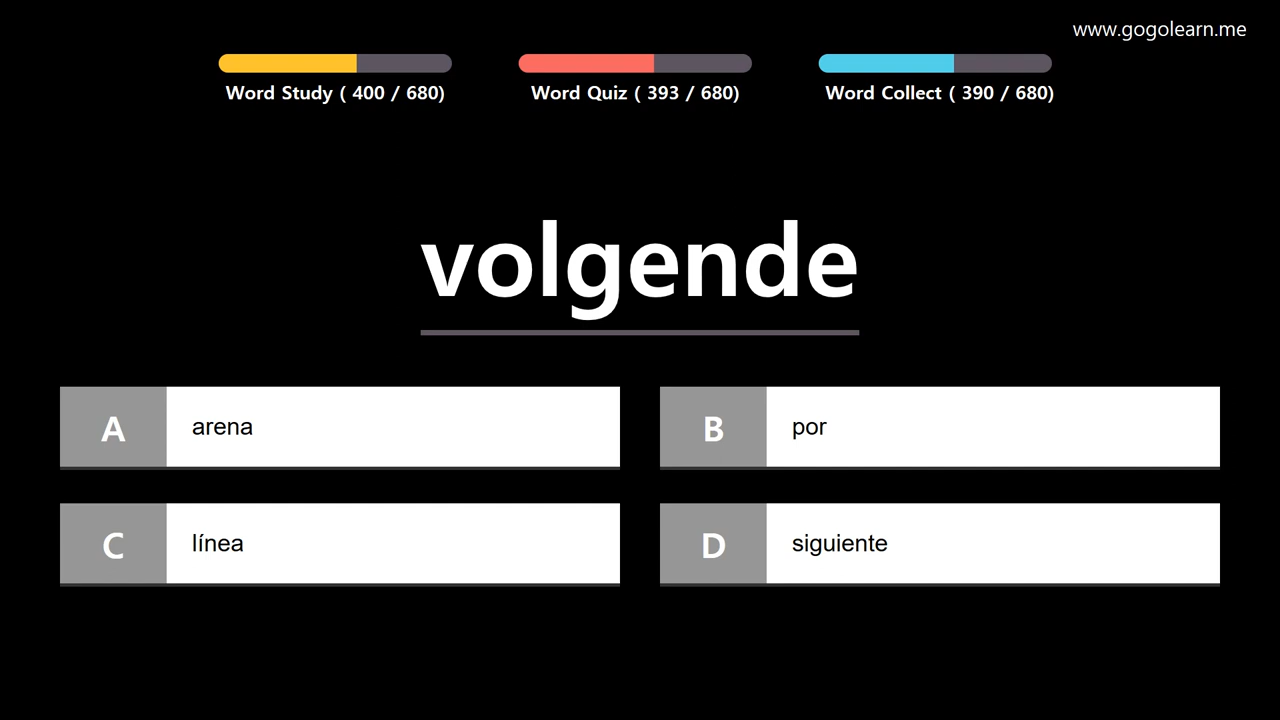 www.gogolearn.me
Word Study ( 400 / 680)
Word Quiz ( 393 / 680)
Word Collect ( 390 / 680)
volgende
A arena
B por
C línea
D siguiente